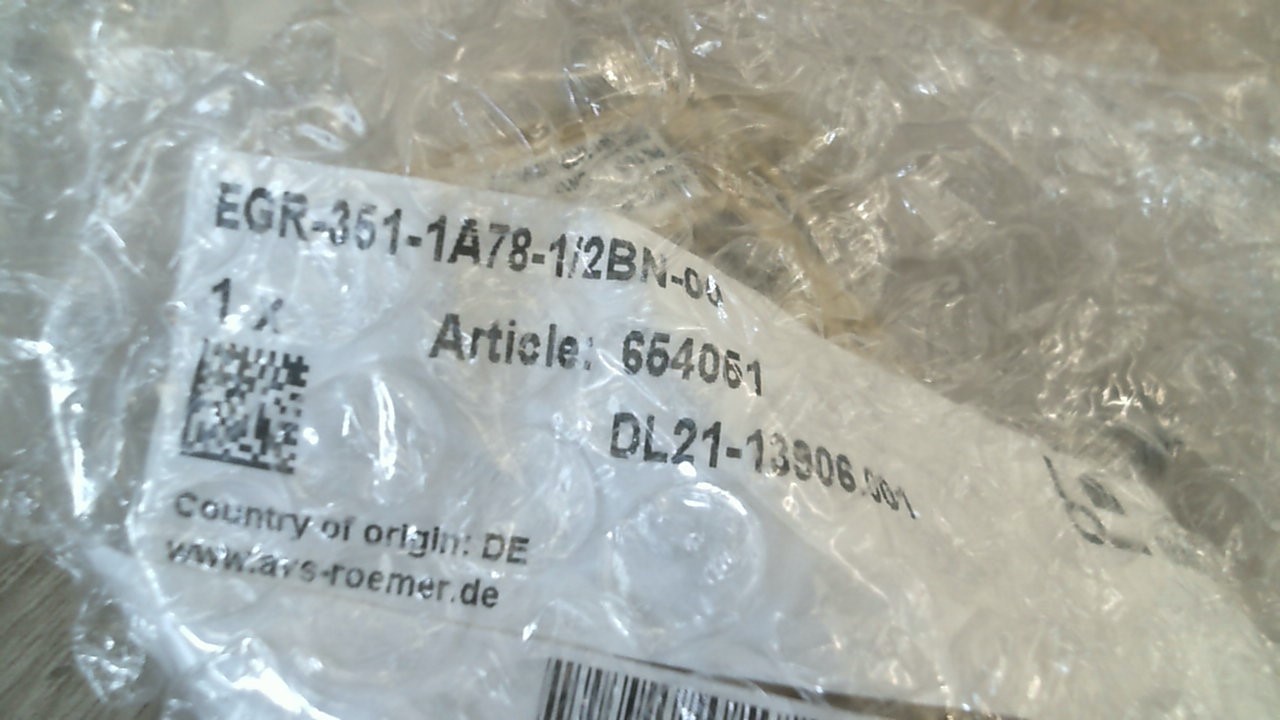 EGR-351-1A78-1/2BN-00
1 x
Article: 654051
DL21-13906.001
Country of origin: DE
www.avs-roemer.de